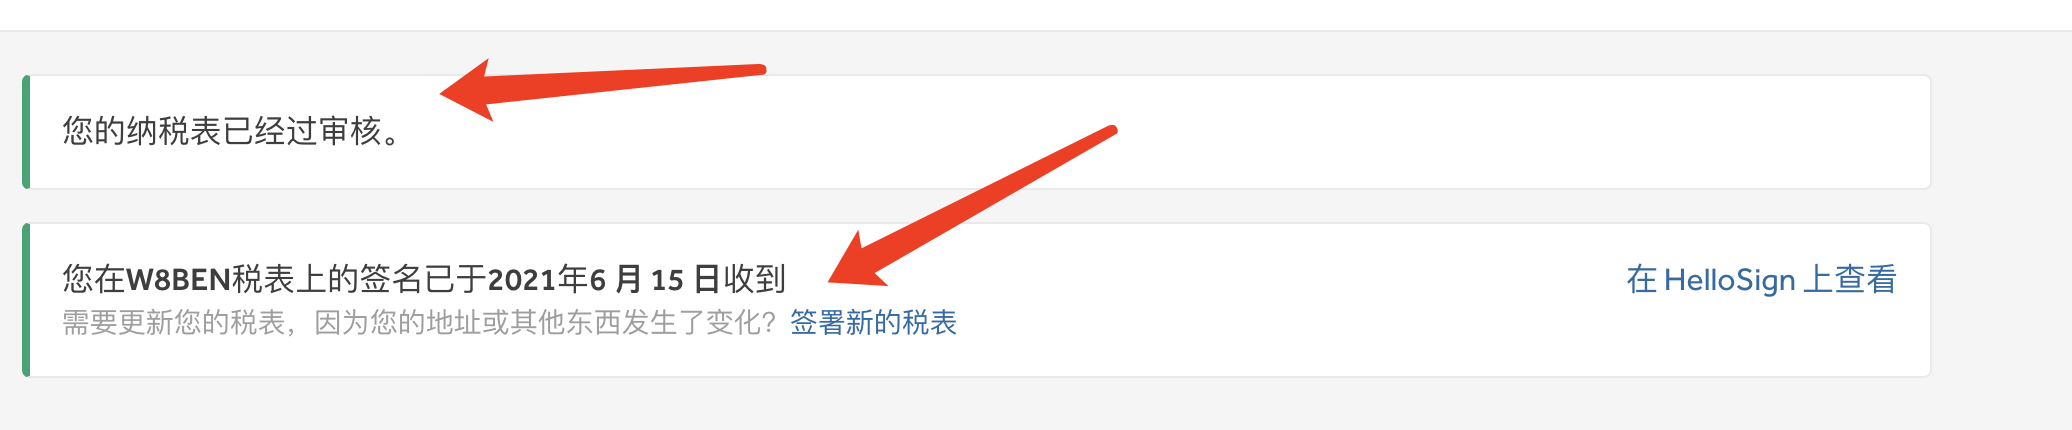 您的纳税表已经过审核。
您在W8BEN税表上的签名已于2021年6 月 15 日收到
在 HelloSign 上查看
需要更新您的税表，因为您的地址或其他东西发生了变化？签署新的税表